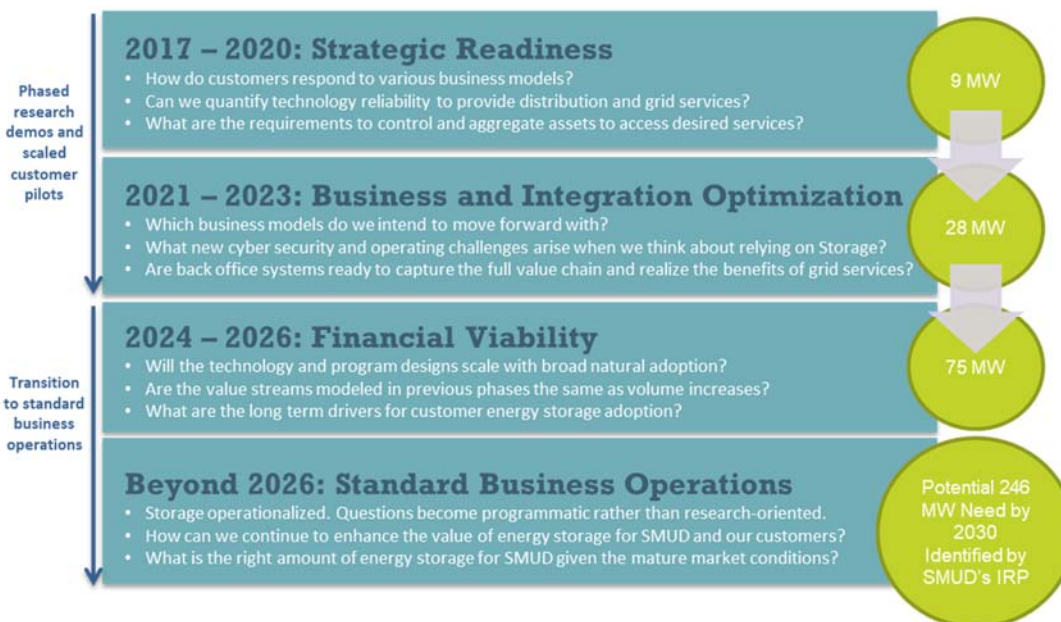 Phased
research
demos and
scaled
customer
pilots
2017 – 2020: Strategic Readiness
• How do customers respond to various business models?
• Can we quantify technology reliability to provide distribution and grid services?
• What are the requirements to control and aggregate assets to access desired services?
9 MW
2021 – 2023: Business and Integration Optimization
• Which business models do we intend to move forward with?
• What new cyber security and operating challenges arise when we think about relying on Storage?
• Are back office systems ready to capture the full value chain and realize the benefits of grid services?
28 MW
Transition
to standard
business
operations
2024 – 2026: Financial Viability
• Will the technology and program designs scale with broad natural adoption?
• Are the value streams modeled in previous phases the same as volume increases?
• What are the long term drivers for customer energy storage adoption?
75 MW
Beyond 2026: Standard Business Operations
• Storage operationalized. Questions become programmatic rather than research-oriented.
• How can we continue to enhance the value of energy storage for SMUD and our customers?
• What is the right amount of energy storage for SMUD given the mature market conditions?
Potential 246
MW Need by
2030
Identified by
SMUD's IRP